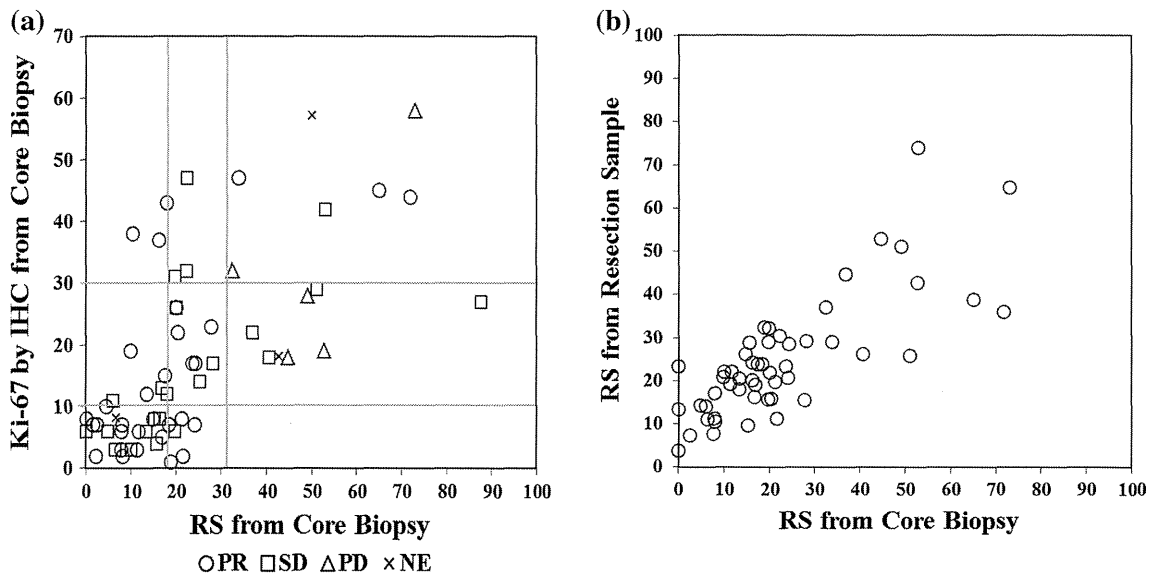 (a)
Ki-67 by IHC from Core Biopsy
70
60
50
40
30
20
10
0
0 10 20 30 40 50 60 70 80 90 100
RS from Core Biopsy
PR SD PD NE
(b)
RS from Resection Sample
100
90
80
70
60
50
40
30
20
10
0
0 10 20 30 40 50 60 70 80 90 100
RS from Core Biopsy